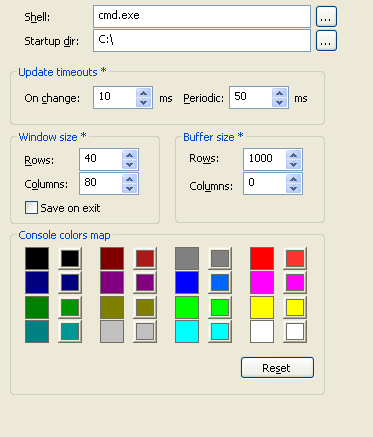 Shell: cmd.exe ...
Startup dir: C:\ ...
Update timeouts *
On change: 10 ms Periodic: 50 ms
Window size * Buffer size *
Rows: 40 Rows: 1000
Columns: 80 Columns: 0
Save on exit
Console colors map
Reset